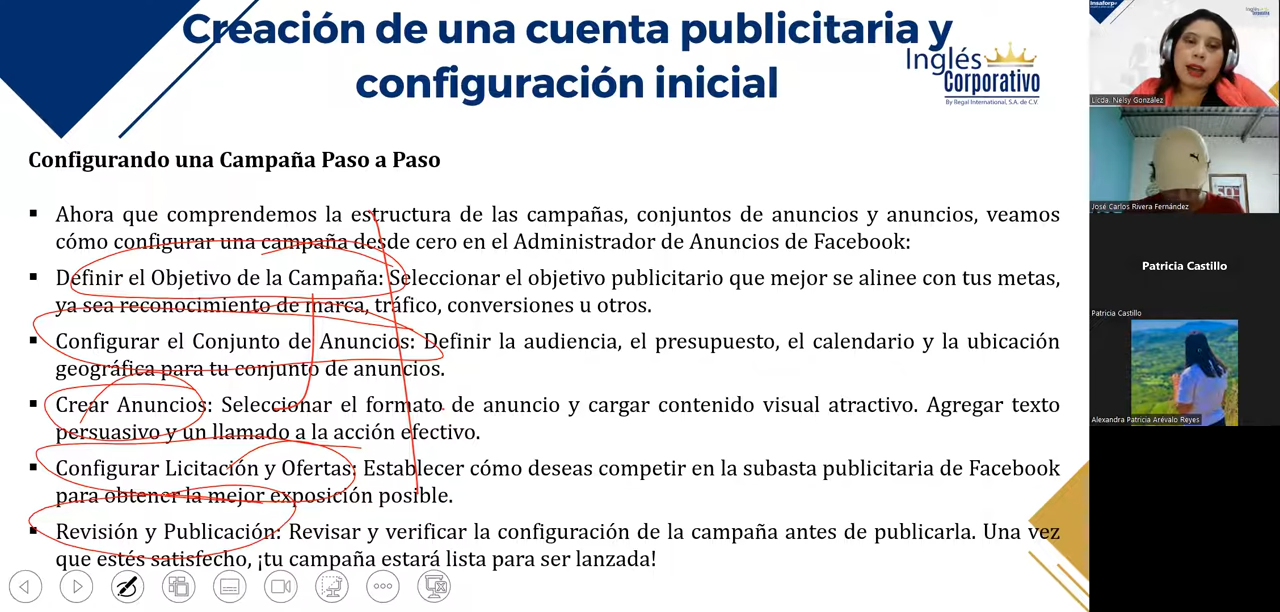 Creación de una cuenta publicitaria y
configuración inicial
Inglés
Corporativo
By Regal International, S.A. de C.V.
Configurando una Campaña Paso a Paso
▪ Ahora que comprendemos la estructura de las campañas, conjuntos de anuncios y anuncios, veamos
cómo configurar una campaña desde cero en el Administrador de Anuncios de Facebook:
▪ Definir el Objetivo de la Campaña: Seleccionar el objetivo publicitario que mejor se alinee con tus metas,
ya sea reconocimiento de marca, tráfico, conversiones u otros.
▪ Configurar el Conjunto de Anuncios: Definir la audiencia, el presupuesto, el calendario y la ubicación
geográfica para tu conjunto de anuncios.
▪ Crear Anuncios: Seleccionar el formato de anuncio y cargar contenido visual atractivo. Agregar texto
persuasivo y un llamado a la acción efectivo.
▪ Configurar Licitación y Ofertas: Establecer cómo deseas competir en la subasta publicitaria de Facebook
para obtener la mejor exposición posible.
▪ Revisión y Publicación: Revisar y verificar la configuración de la campaña antes de publicarla. Una vez
que estés satisfecho, ¡tu campaña estará lista para ser lanzada!
Insaforp
Licda. Neisy González
José Carlos Rivera Fernández
Patricia Castillo
Patricia Castillo
Alexandra Patricia Arévalo Reyes